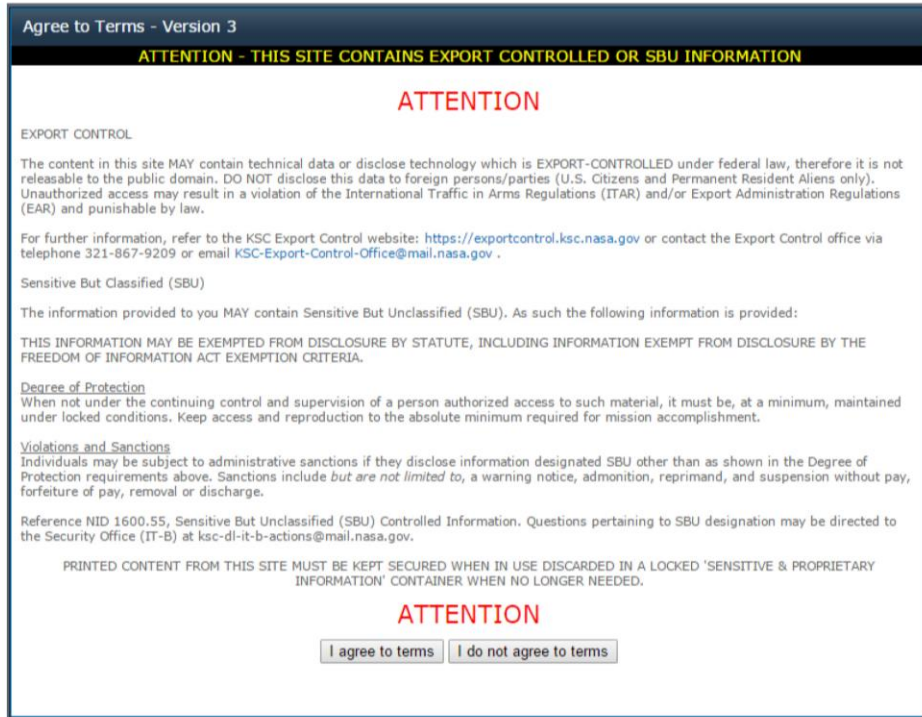 Agree to Terms - Version 3
ATTENTION - THIS SITE CONTAINS EXPORT CONTROLLED OR SBU INFORMATION
ATTENTION
EXPORT CONTROL
The content in this site MAY contain technical data or disclose technology which is EXPORT-CONTROLLED under federal law, therefore it is not
releasable to the public domain. DO NOT disclose this data to foreign persons/parties (U.S. Citizens and Permanent Resident Aliens only).
Unauthorized access may result in a violation of the International Traffic in Arms Regulations (ITAR) and/or Export Administration Regulations
(EAR) and punishable by law.
For further information, refer to the KSC Export Control website: https://exportcontrol.ksc.nasa.gov or contact the Export Control office via
telephone 321-867-9209 or email KSC-Export-Control-Office@mail.nasa.gov .
Sensitive But Classified (SBU)
The information provided to you MAY contain Sensitive But Unclassified (SBU). As such the following information is provided:
THIS INFORMATION MAY BE EXEMPTED FROM DISCLOSURE BY STATUTE, INCLUDING INFORMATION EXEMPT FROM DISCLOSURE BY THE
FREEDOM OF INFORMATION ACT EXEMPTION CRITERIA.
Degree of Protection
When not under the continuing control and supervision of a person authorized access to such material, it must be, at a minimum, maintained
under locked conditions. Keep access and reproduction to the absolute minimum required for mission accomplishment.
Violations and Sanctions
Individuals may be subject to administrative sanctions if they disclose information designated SBU other than as shown in the Degree of
Protection requirements above. Sanctions include but are not limited to, a warning notice, admonition, reprimand, and suspension without pay,
forfeiture of pay, removal or discharge.
Reference NID 1600.55, Sensitive But Unclassified (SBU) Controlled Information. Questions pertaining to SBU designation may be directed to
the Security Office (IT-B) at ksc-dl-it-b-actions@mail.nasa.gov.
PRINTED CONTENT FROM THIS SITE MUST BE KEPT SECURED WHEN IN USE DISCARDED IN A LOCKED 'SENSITIVE & PROPRIETARY
INFORMATION' CONTAINER WHEN NO LONGER NEEDED.
ATTENTION
I agree to terms I do not agree to terms